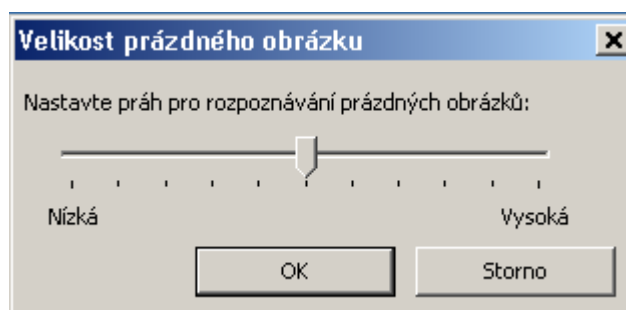 Velikost prázdného obrázku
Nastavte práh pro rozpoznávání prázdných obrázků:
Nízká Vysoká
OK Storno